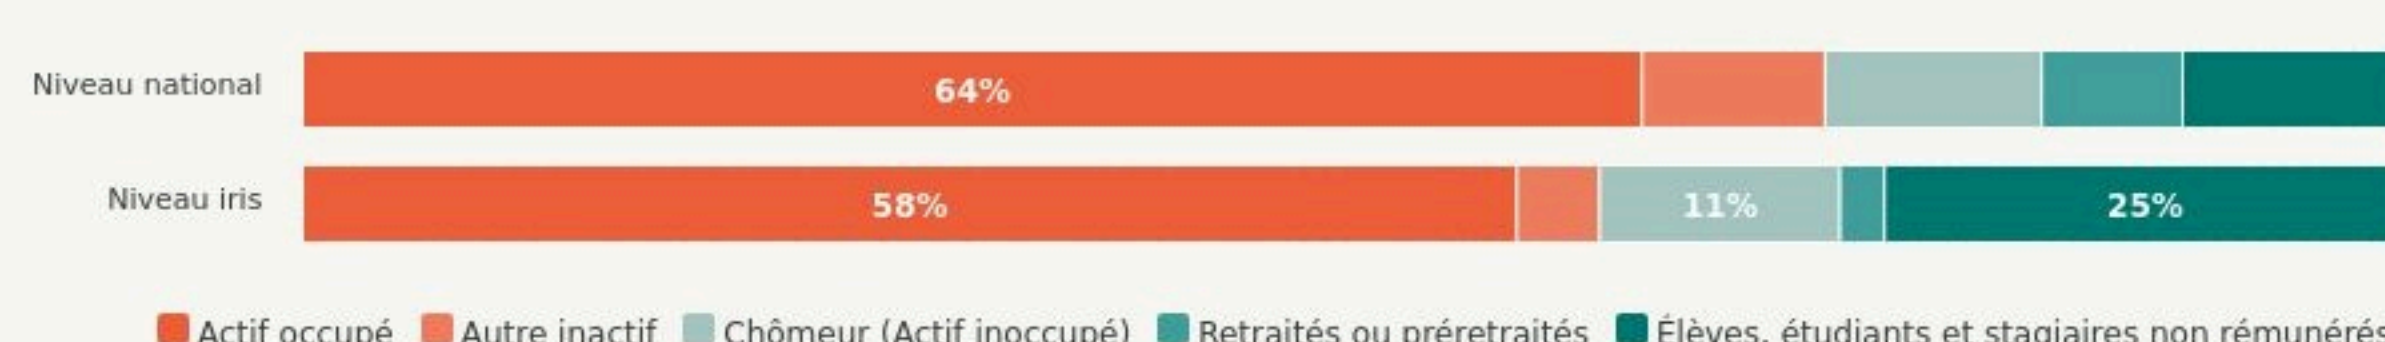 Niveau national
64%
Niveau iris
58% 11% 25%
Actif occupé Autre inactif Chômeur (Actif inoccupé) Retraités ou préretraités Élèves, étudiants et stagiaires non rémunérés